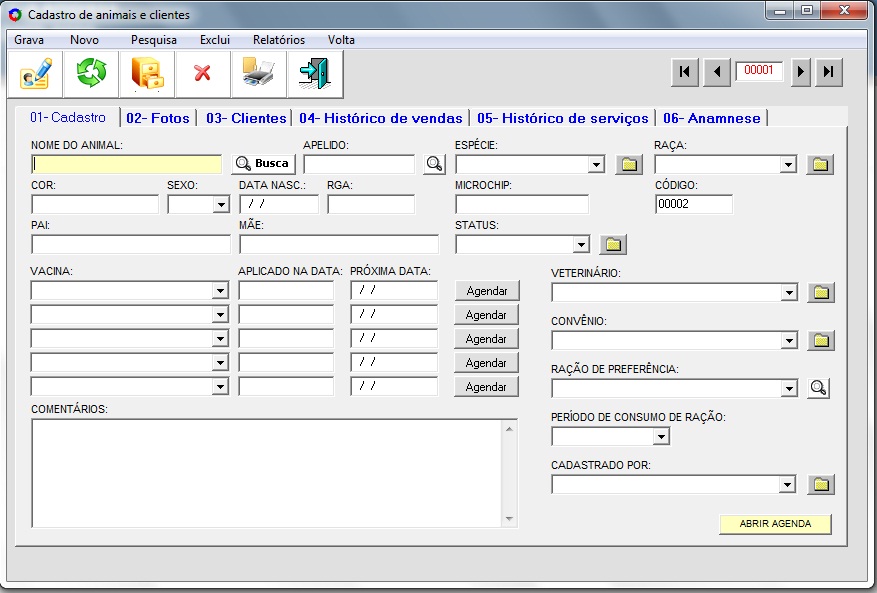 Cadastro de animais e clientes
Grava Novo Pesquisa Exclui Relatórios Volta
00001
01- Cadastro 02- Fotos 03- Clientes 04- Histórico de vendas 05- Histórico de serviços 06- Anamnese
NOME DO ANIMAL: APELIDO: ESPÉCIE: RAÇA:
Busca
COR: SEXO: DATA NASC.: RGA: MICROCHIP: CÓDIGO:
/ / 00002
PAI: MÃE: STATUS:
VACINA: APLICADO NA DATA: PRÓXIMA DATA: VETERINÁRIO:
/ / Agendar
/ / Agendar
CONVÊNIO:
/ / Agendar
/ / Agendar
RAÇÃO DE PREFERÊNCIA:
/ / Agendar
COMENTÁRIOS: PERÍODO DE CONSUMO DE RAÇÃO:
CADASTRADO POR:
ABRIR AGENDA